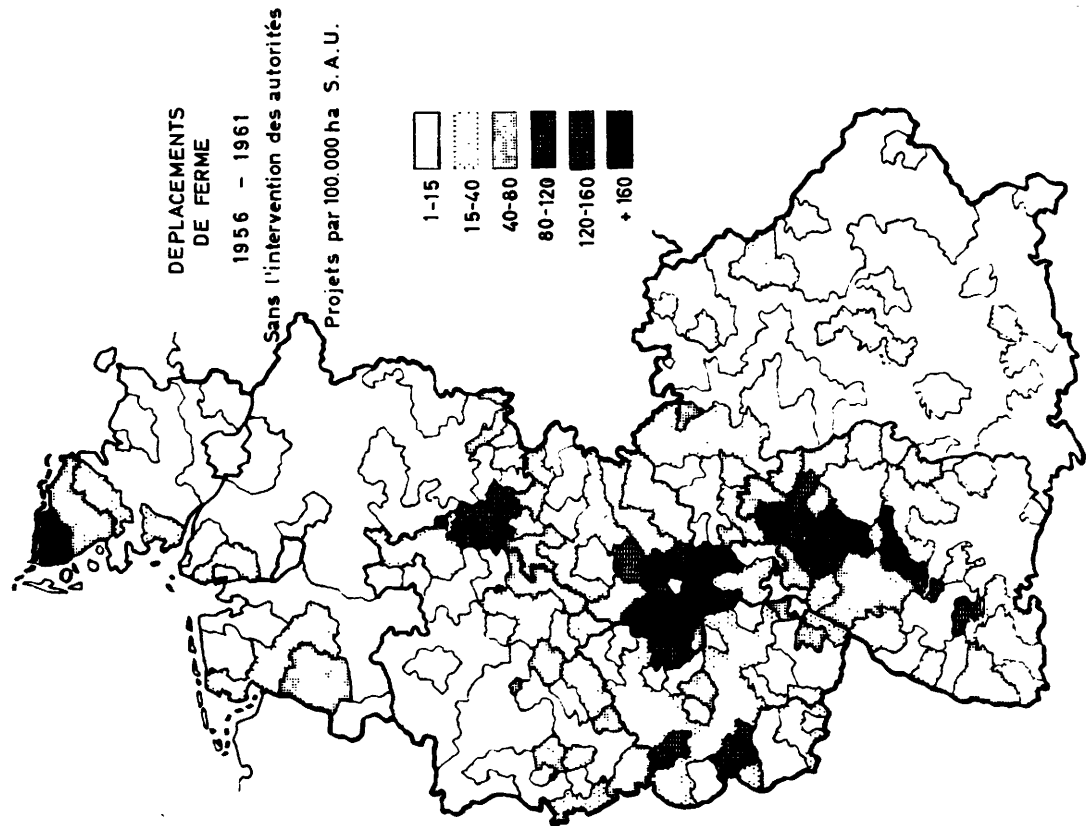 DEPLACEMENTS
DE FERME
1956 - 1961
Sans l'intervention des autorités
Projets par 100.000 ha S.A.U.
1-15
15-40
40-80
80-120
120-160
+ 160